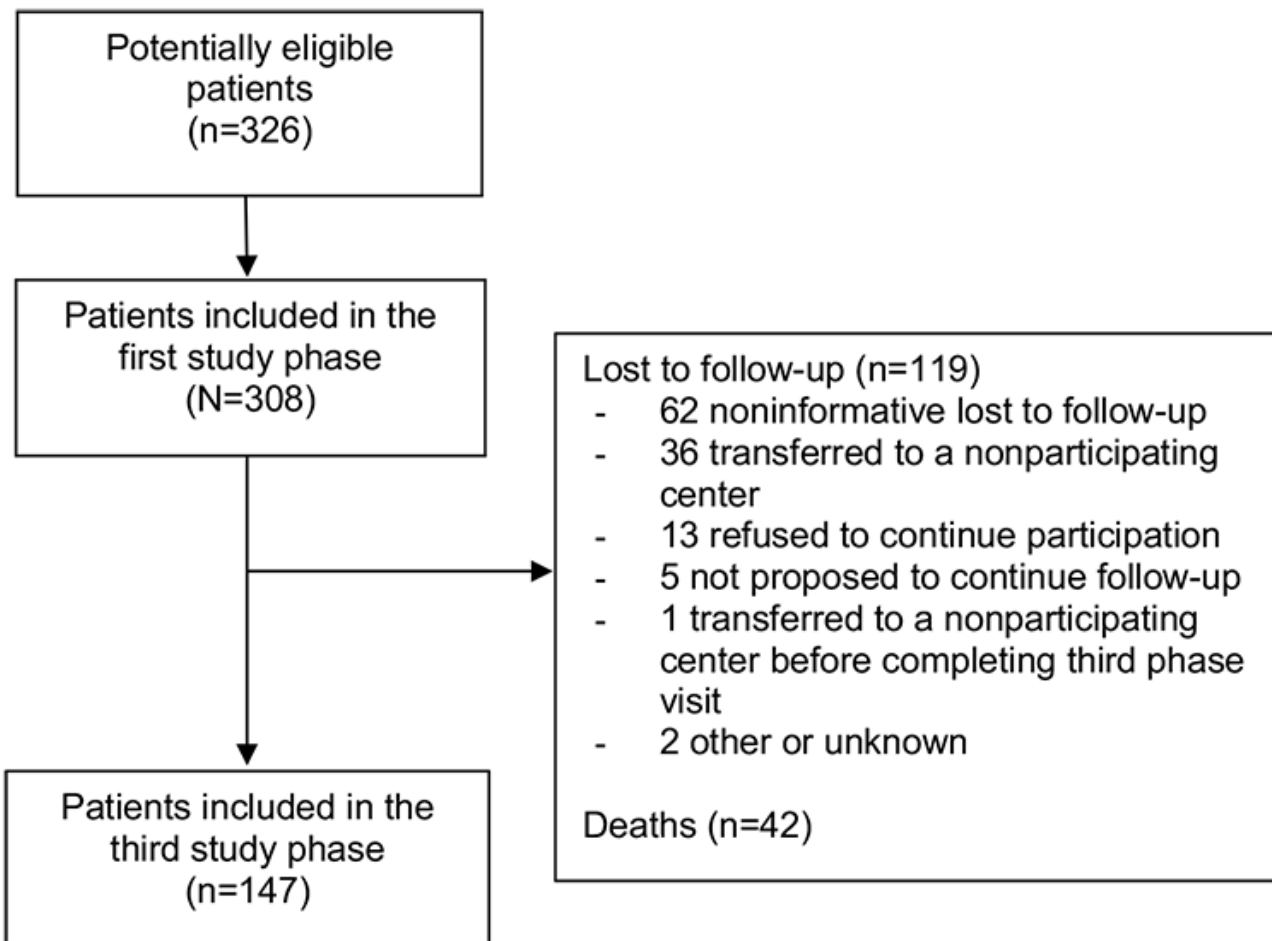 Potentially eligible
patients
(n=326)
Patients included in the
first study phase
(N=308)
Lost to follow-up (n=119)
- 62 noninformative lost to follow-up
- 36 transferred to a nonparticipating
center
- 13 refused to continue participation
- 5 not proposed to continue follow-up
- 1 transferred to a nonparticipating
center before completing third phase
visit
- 2 other or unknown
Deaths (n=42)
Patients included in the
third study phase
(n=147)